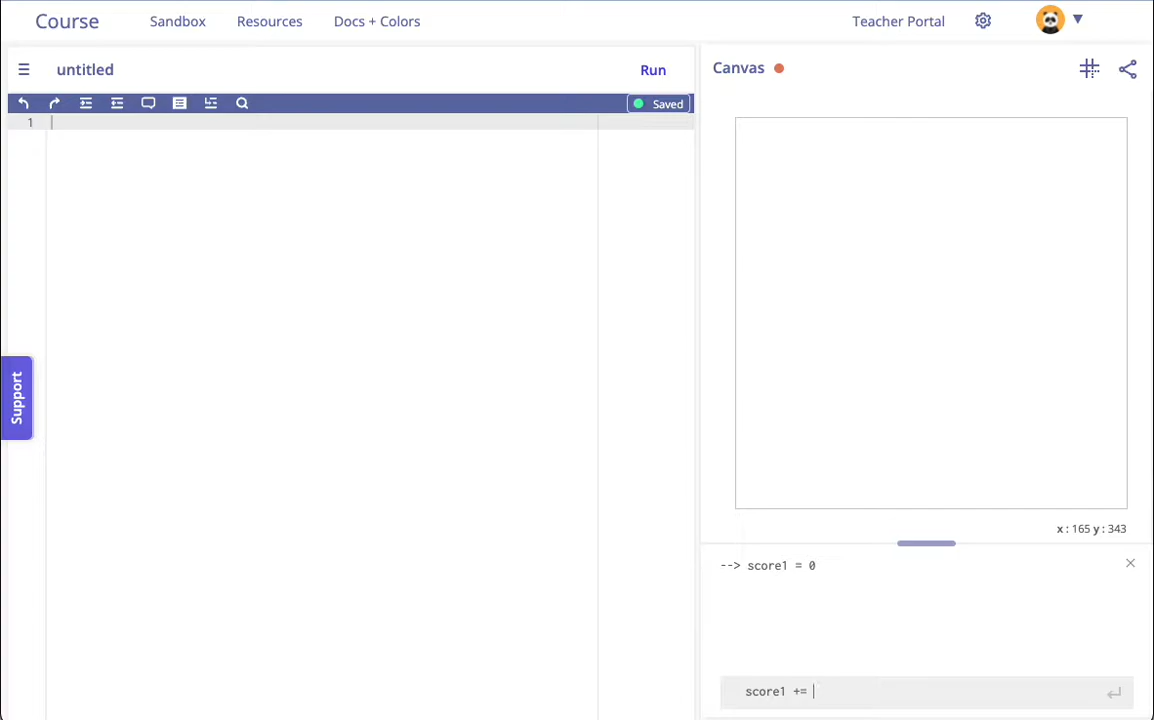 Course Sandbox Resources Docs + Colors Teacher Portal
untitled Run Canvas
Saved
1
Support
x : 165 y : 343
--> score1 = 0
score1 +=